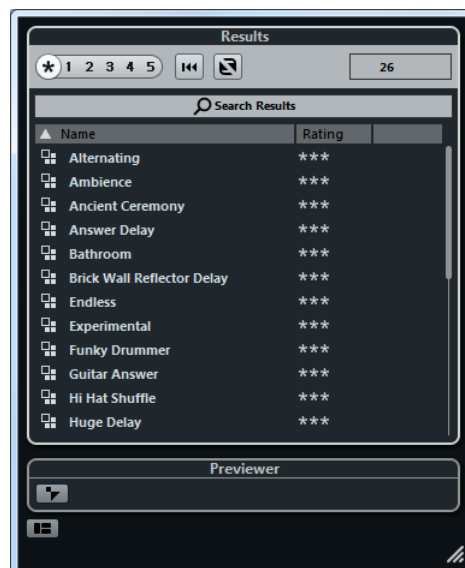 Results
* 1 2 3 4 5 26
Search Results
Name Rating
Alternating ***
Ambience ***
Ancient Ceremony ***
Answer Delay ***
Bathroom ***
Brick Wall Reflector Delay ***
Endless ***
Experimental ***
Funky Drummer ***
Guitar Answer ***
Hi Hat Shuffle ***
Huge Delay ***
Previewer